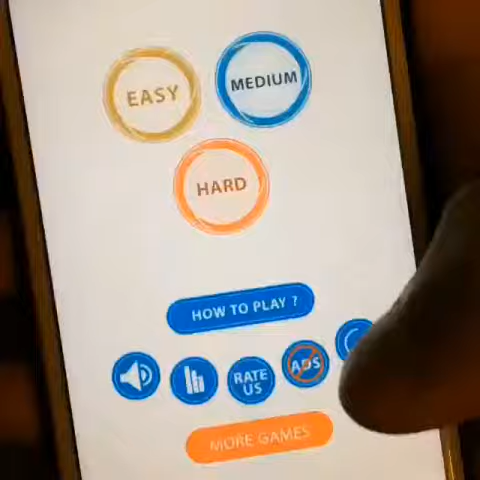 EASY
MEDIUM
HARD
HOW TO PLAY ?
RATE
US
ADS
MORE GAMES